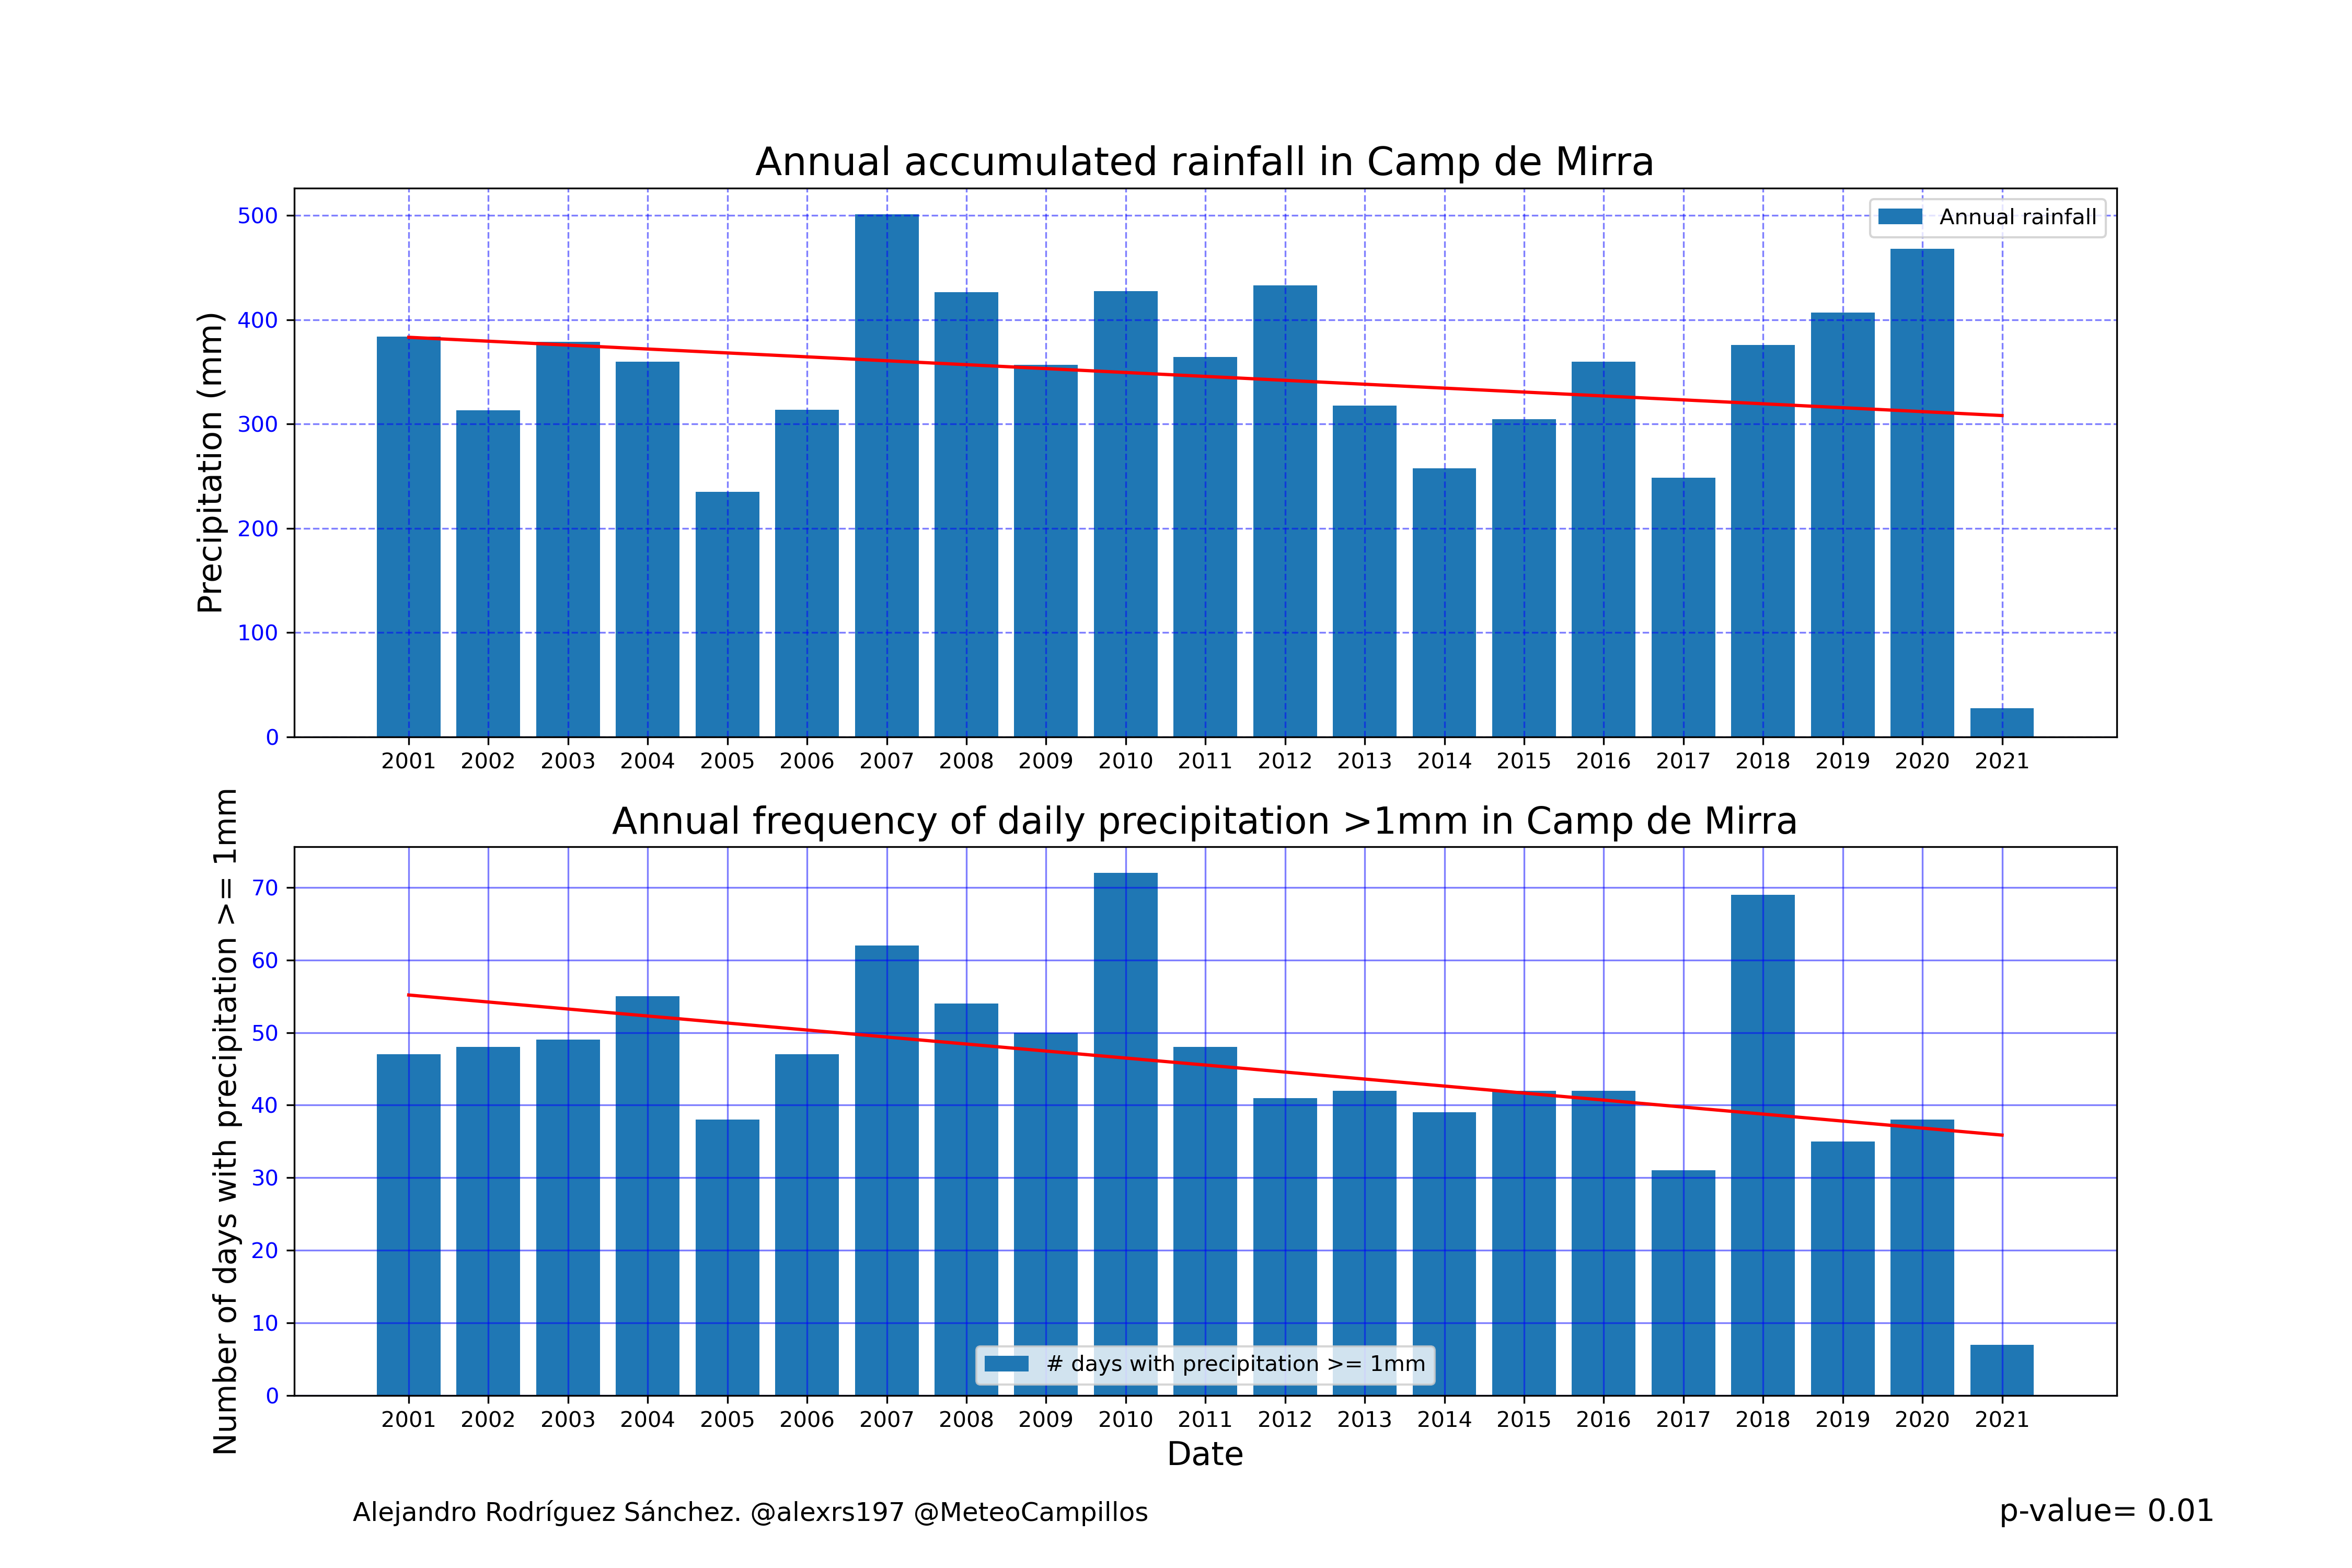 Annual accumulated rainfall in Camp de Mirra
Precipitation (mm)
500
400
300
200
100
0
Annual rainfall
2001 2002 2003 2004 2005 2006 2007 2008 2009 2010 2011 2012 2013 2014 2015 2016 2017 2018 2019 2020 2021
Annual frequency of daily precipitation >1mm in Camp de Mirra
Number of days with precipitation >= 1mm
70
60
50
40
30
20
10
0
# days with precipitation >= 1mm
2001 2002 2003 2004 2005 2006 2007 2008 2009 2010 2011 2012 2013 2014 2015 2016 2017 2018 2019 2020 2021
Date
Alejandro Rodríguez Sánchez. @alexrs197 @MeteoCampillos
p-value= 0.01